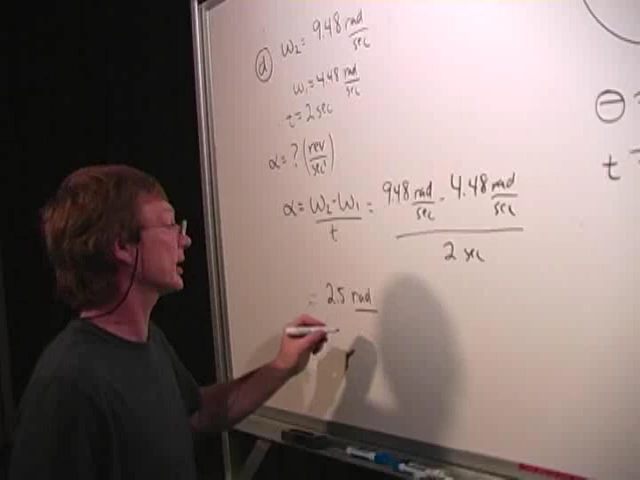 (d) ω₂ = 9.48 rad/sec
ω₁ = 4.48 rad/sec
t = 2 sec
α = ? (rev/sec²)
α = ω₂ - ω₁ / t = 9.48 rad/sec - 4.48 rad/sec / 2 sec
= 2.5 rad
⊖ =
t =